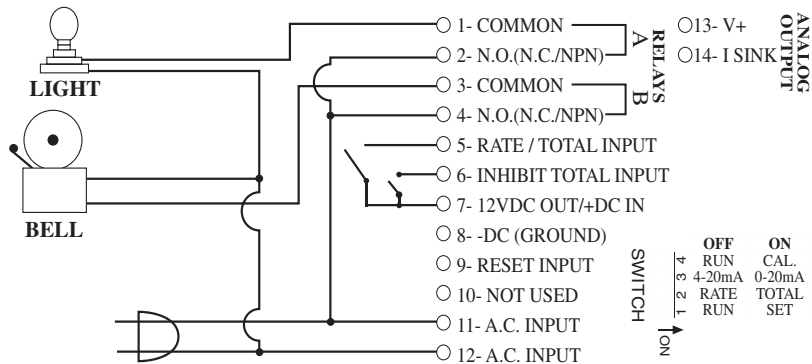 LIGHT
BELL
1- COMMON
2- N.O.(N.C./NPN)
3- COMMON
4- N.O.(N.C./NPN)
5- RATE / TOTAL INPUT
6- INHIBIT TOTAL INPUT
7- 12VDC OUT/+DC IN
8- -DC (GROUND)
9- RESET INPUT
10- NOT USED
11- A.C. INPUT
12- A.C. INPUT
A
B
RELAYS
13- V+
14- I SINK
ANALOG
OUTPUT
SWITCH
OFF ON
4 RUN CAL.
3 4-20mA 0-20mA
2 RATE TOTAL
1 RUN SET
ON